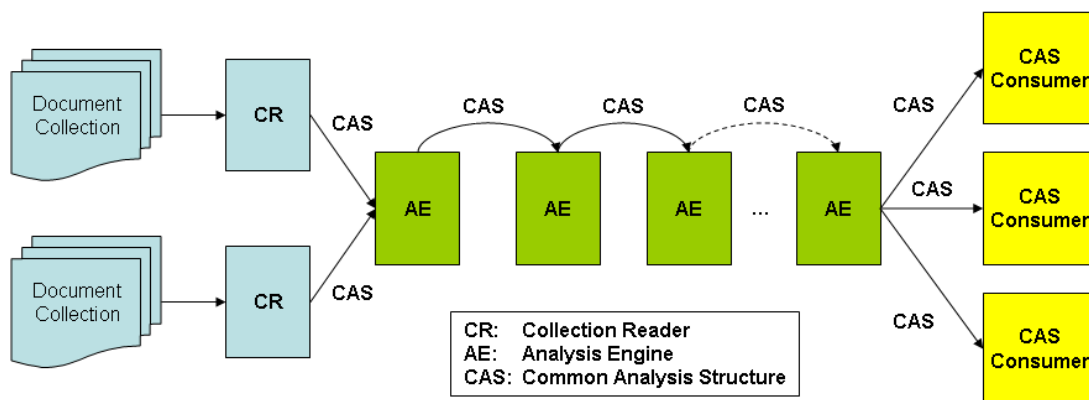 Document
Collection
CR
CAS
Document
Collection
CR
CAS
AE
CAS
AE
CAS
AE
CAS
...
AE
CAS
CAS
CAS
CAS
Consumer
CAS
Consumer
CAS
Consumer
CR: Collection Reader
AE: Analysis Engine
CAS: Common Analysis Structure